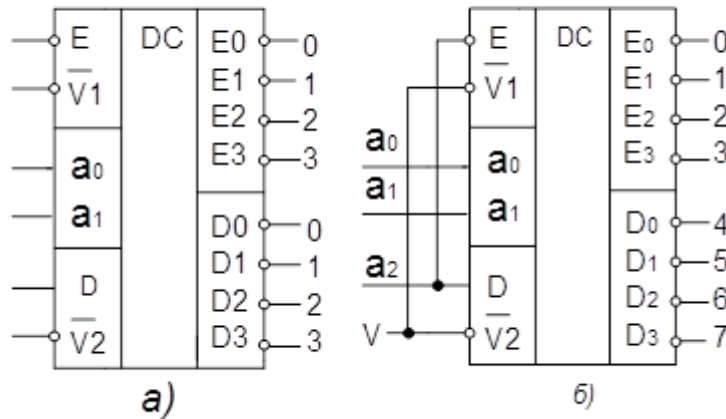 E DC E0 0
V̅1 E1 1
E2 2
a0 E3 3
a1 D0 0
D1 1
D D2 2
V̅2 D3 3
а)
E DC E0 0
V̅1 E1 1
E2 2
a0 a0 E3 3
a1 a1 D0 4
D1 5
a2 D D2 6
V V̅2 D3 7
б)